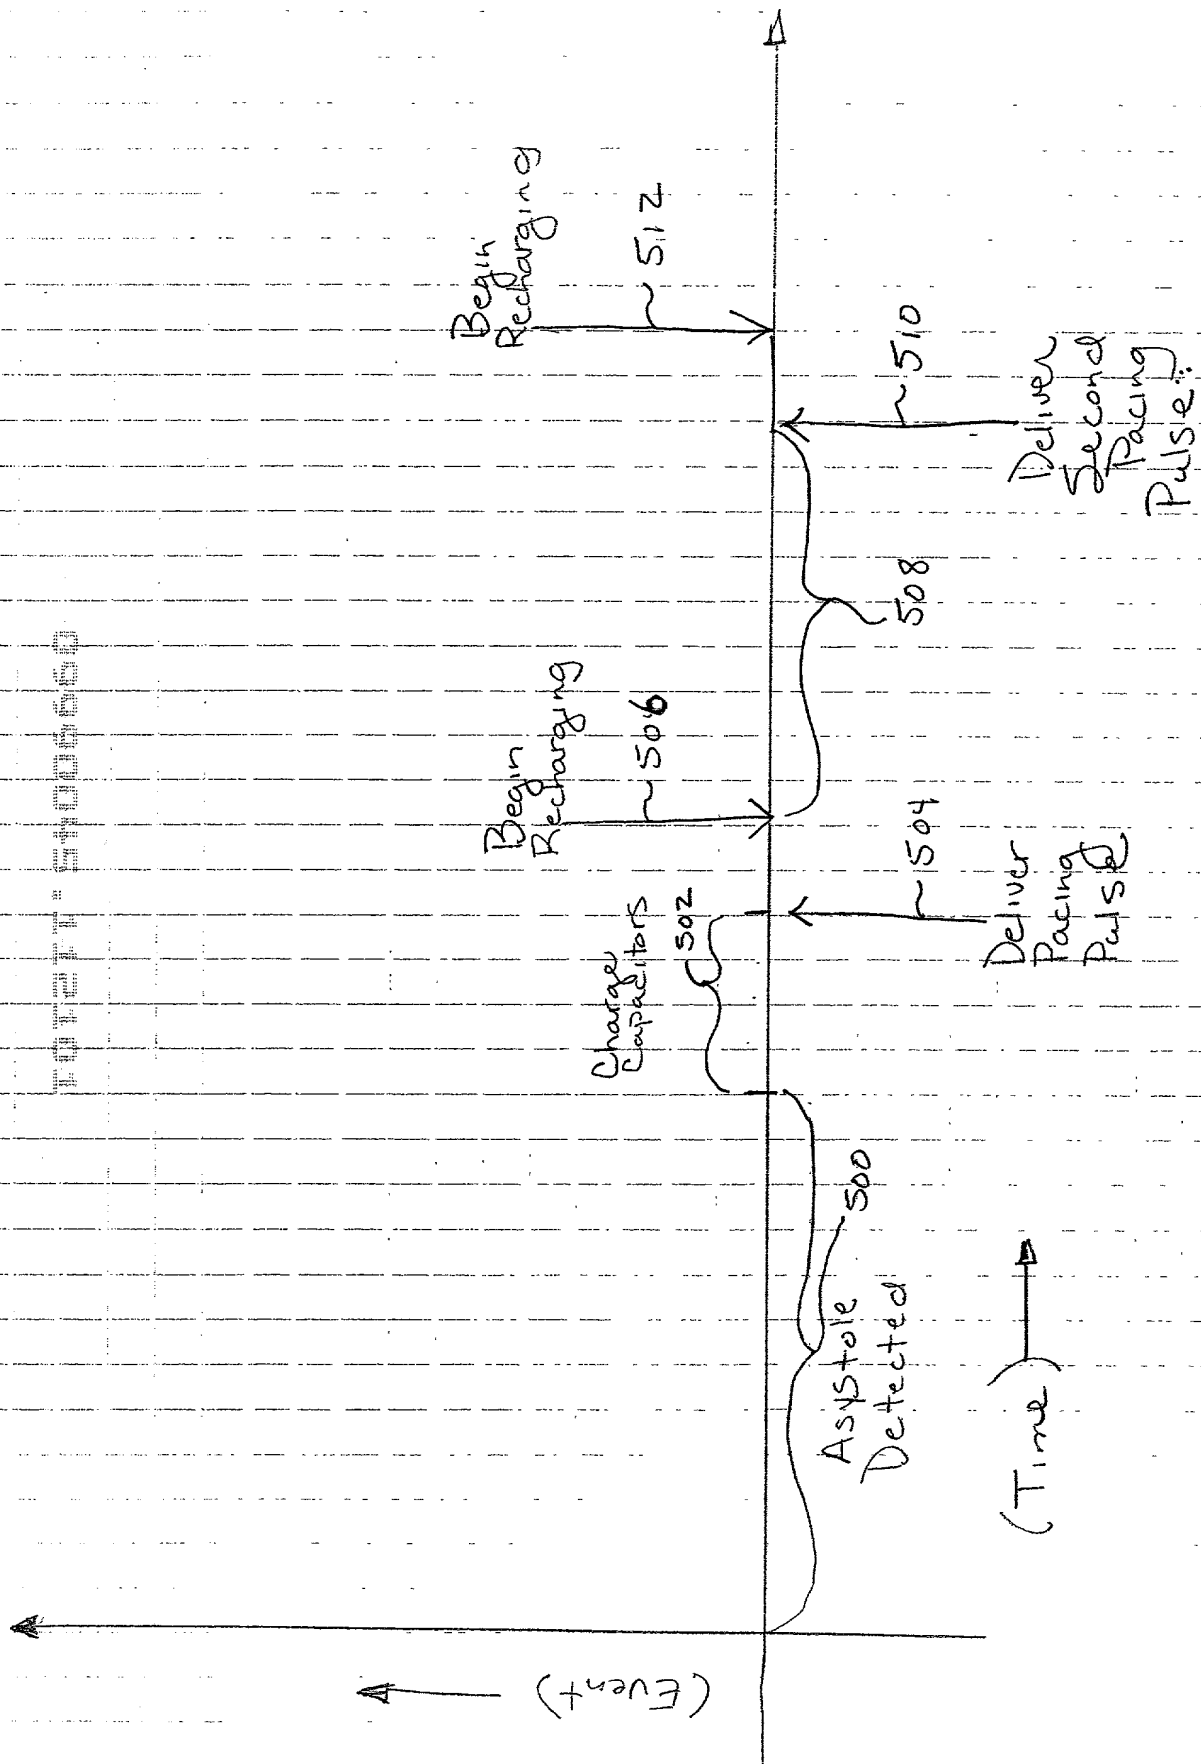 Begin
Recharging
512
Begin
Recharging
506
Charge
Capacitors
502
(Event)
Asystole
Detected
500
Deliver
Pacing
Pulse
504
508
Deliver
Second
Pacing
Pulse
510
(Time)